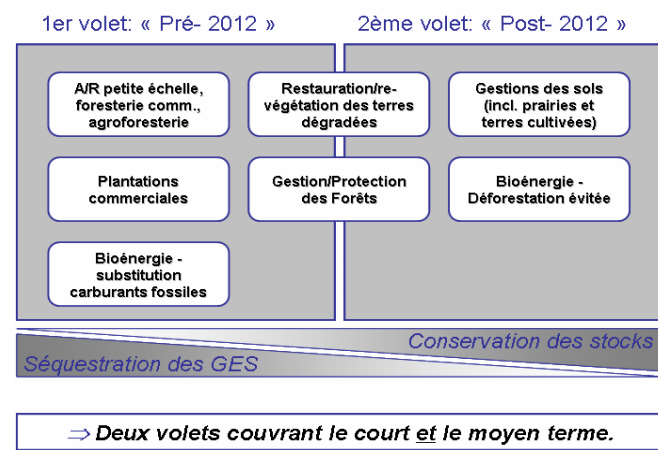 1er volet: « Pré- 2012 »
2ème volet: « Post- 2012 »
A/R petite échelle,
foresterie comm.,
agroforesterie
Restauration/re-
végétation des terres
dégradées
Gestions des sols
(incl. prairies et
terres cultivées)
Plantations
commerciales
Gestion/Protection
des Forêts
Bioénergie -
Déforestation évitée
Bioénergie -
substitution
carburants fossiles
Conservation des stocks
Séquestration des GES
⇒ Deux volets couvrant le court et le moyen terme.